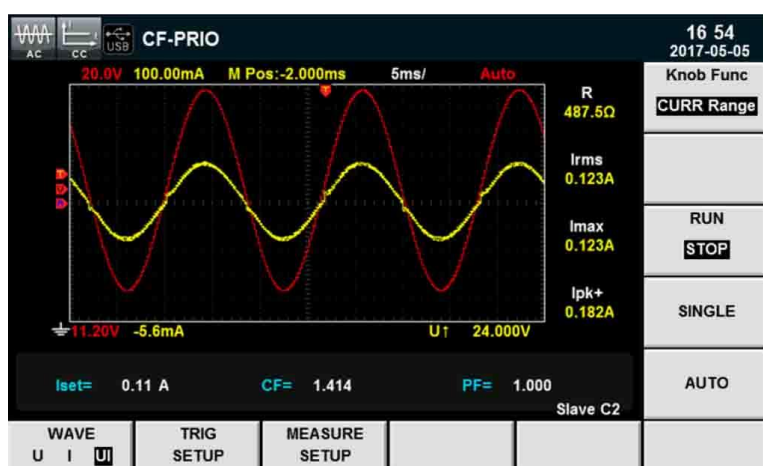 AC CC USB CF-PRIO 16 54
2017-05-05
20.0V 100.00mA M Pos:-2.000ms 5ms/ Auto
Knob Func
CURR Range
R
487.5Ω
Irms
0.123A
Imax
0.123A
Ipk+
0.182A
RUN
STOP
SINGLE
AUTO
11.20V -5.6mA U↑ 24.000V
Iset= 0.11 A CF= 1.414 PF= 1.000
Slave C2
WAVE
U I UI
TRIG
SETUP
MEASURE
SETUP